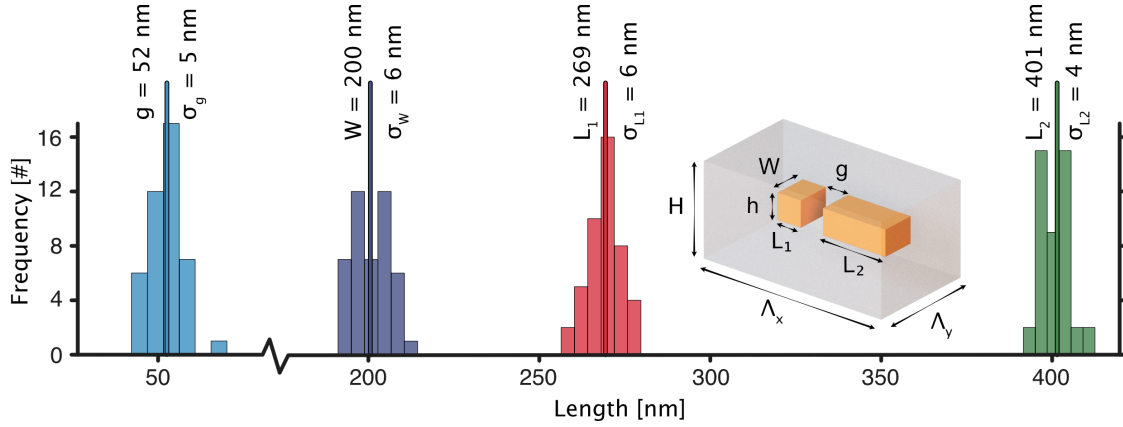 g = 52 nm
σg = 5 nm
W = 200 nm
σW = 6 nm
L1 = 269 nm
σL1 = 6 nm
L2 = 401 nm
σL2 = 4 nm
Frequency [#]
16
12
8
4
0
W
g
H
h
L1
L2
Λx
Λy
50
200
250
300
350
400
Length [nm]